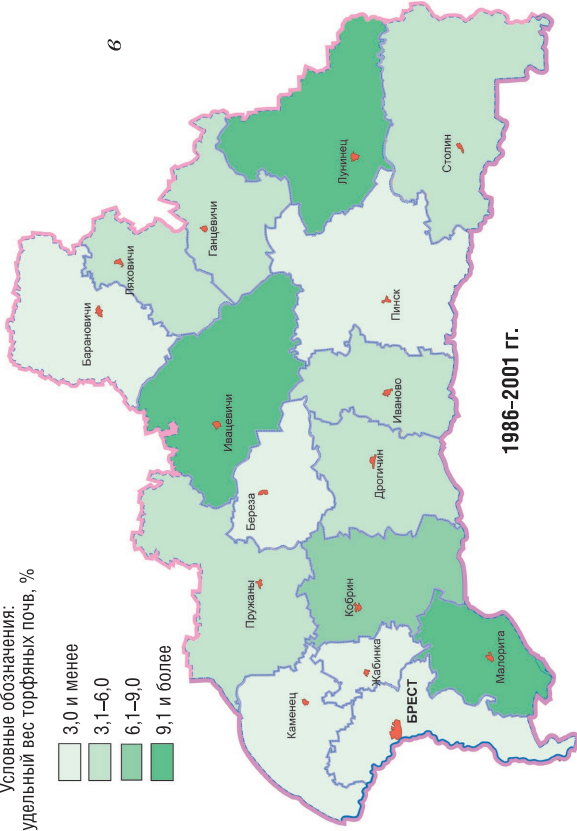 в
Условные обозначения:
удельный вес торфяных почв, %
3,0 и менее
3,1–6,0
6,1–9,0
9,1 и более
Барановичи
Ляховичи
Ганцевичи
Ивацевичи
Лунинец
Береза
Пружаны
Столин
Пинск
Иваново
Дрогичин
Кобрин
Каменец
Жабинка
БРЕСТ
Малорита
1986–2001 гг.